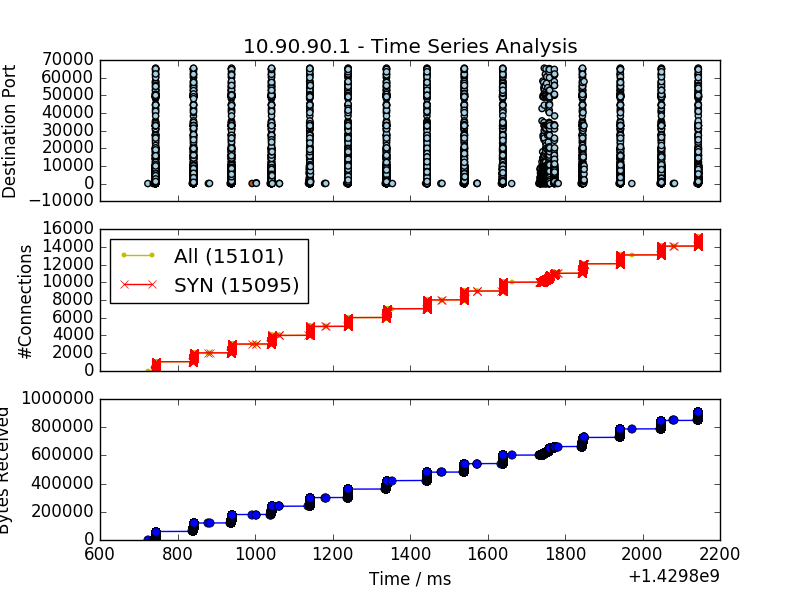 10.90.90.1 - Time Series Analysis
70000
60000
50000
40000
30000
20000
10000
0
−10000
Destination Port
16000
14000
12000
10000
8000
6000
4000
2000
0
#Connections
All (15101)
SYN (15095)
1000000
800000
600000
400000
200000
0
Bytes Received
600 800 1000 1200 1400 1600 1800 2000 2200
Time / ms
+1.4298e9